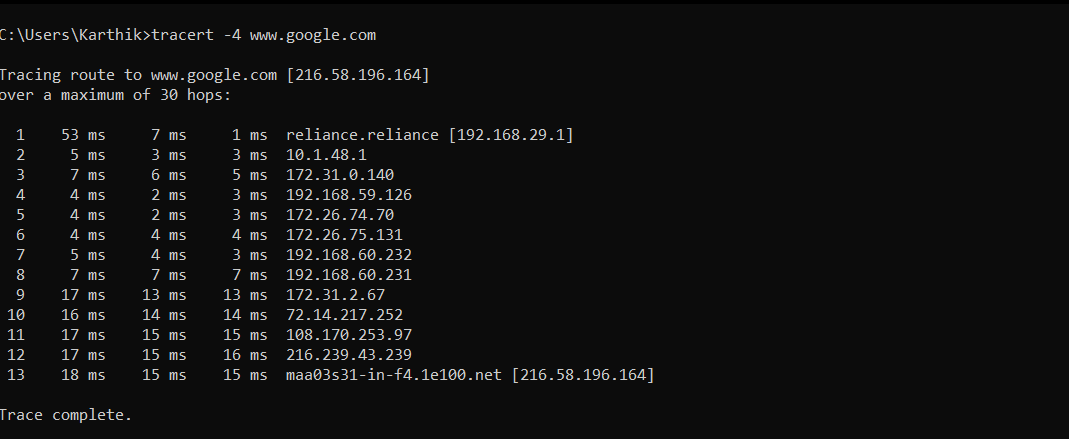 C:\Users\Karthik>tracert -4 www.google.com
Tracing route to www.google.com [216.58.196.164]
over a maximum of 30 hops:
1 53 ms 7 ms 1 ms reliance.reliance [192.168.29.1]
2 5 ms 3 ms 3 ms 10.1.48.1
3 7 ms 6 ms 5 ms 172.31.0.140
4 4 ms 2 ms 3 ms 192.168.59.126
5 4 ms 2 ms 3 ms 172.26.74.70
6 4 ms 4 ms 4 ms 172.26.75.131
7 5 ms 4 ms 3 ms 192.168.60.232
8 7 ms 7 ms 7 ms 192.168.60.231
9 17 ms 13 ms 13 ms 172.31.2.67
10 16 ms 14 ms 14 ms 72.14.217.252
11 17 ms 15 ms 15 ms 108.170.253.97
12 17 ms 15 ms 16 ms 216.239.43.239
13 18 ms 15 ms 15 ms maa03s31-in-f4.1e100.net [216.58.196.164]
Trace complete.